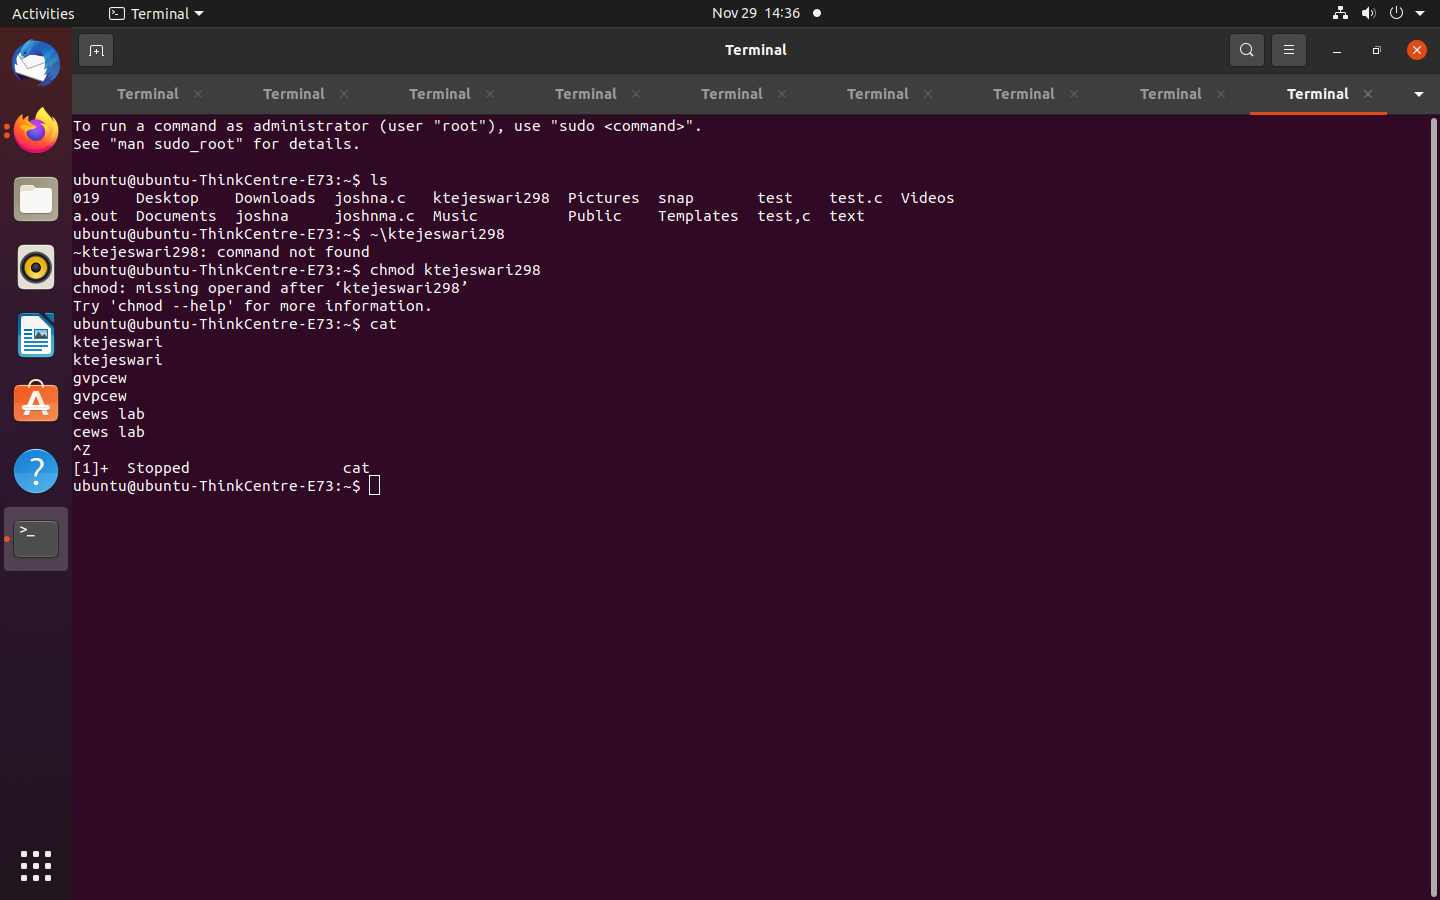 Activities Terminal Nov 29 14:36
Terminal
Terminal Terminal Terminal Terminal Terminal Terminal Terminal Terminal Terminal
To run a command as administrator (user "root"), use "sudo <command>".
See "man sudo_root" for details.
ubuntu@ubuntu-ThinkCentre-E73:~$ ls
019 Desktop Downloads joshna.c ktejeswari298 Pictures snap test test.c Videos
a.out Documents joshna joshnma.c Music Public Templates test,c text
ubuntu@ubuntu-ThinkCentre-E73:~$ ~\ktejeswari298
~ktejeswari298: command not found
ubuntu@ubuntu-ThinkCentre-E73:~$ chmod ktejeswari298
chmod: missing operand after ‘ktejeswari298’
Try 'chmod --help' for more information.
ubuntu@ubuntu-ThinkCentre-E73:~$ cat
ktejeswari
ktejeswari
gvpcew
gvpcew
cews lab
cews lab
^Z
[1]+ Stopped cat
ubuntu@ubuntu-ThinkCentre-E73:~$